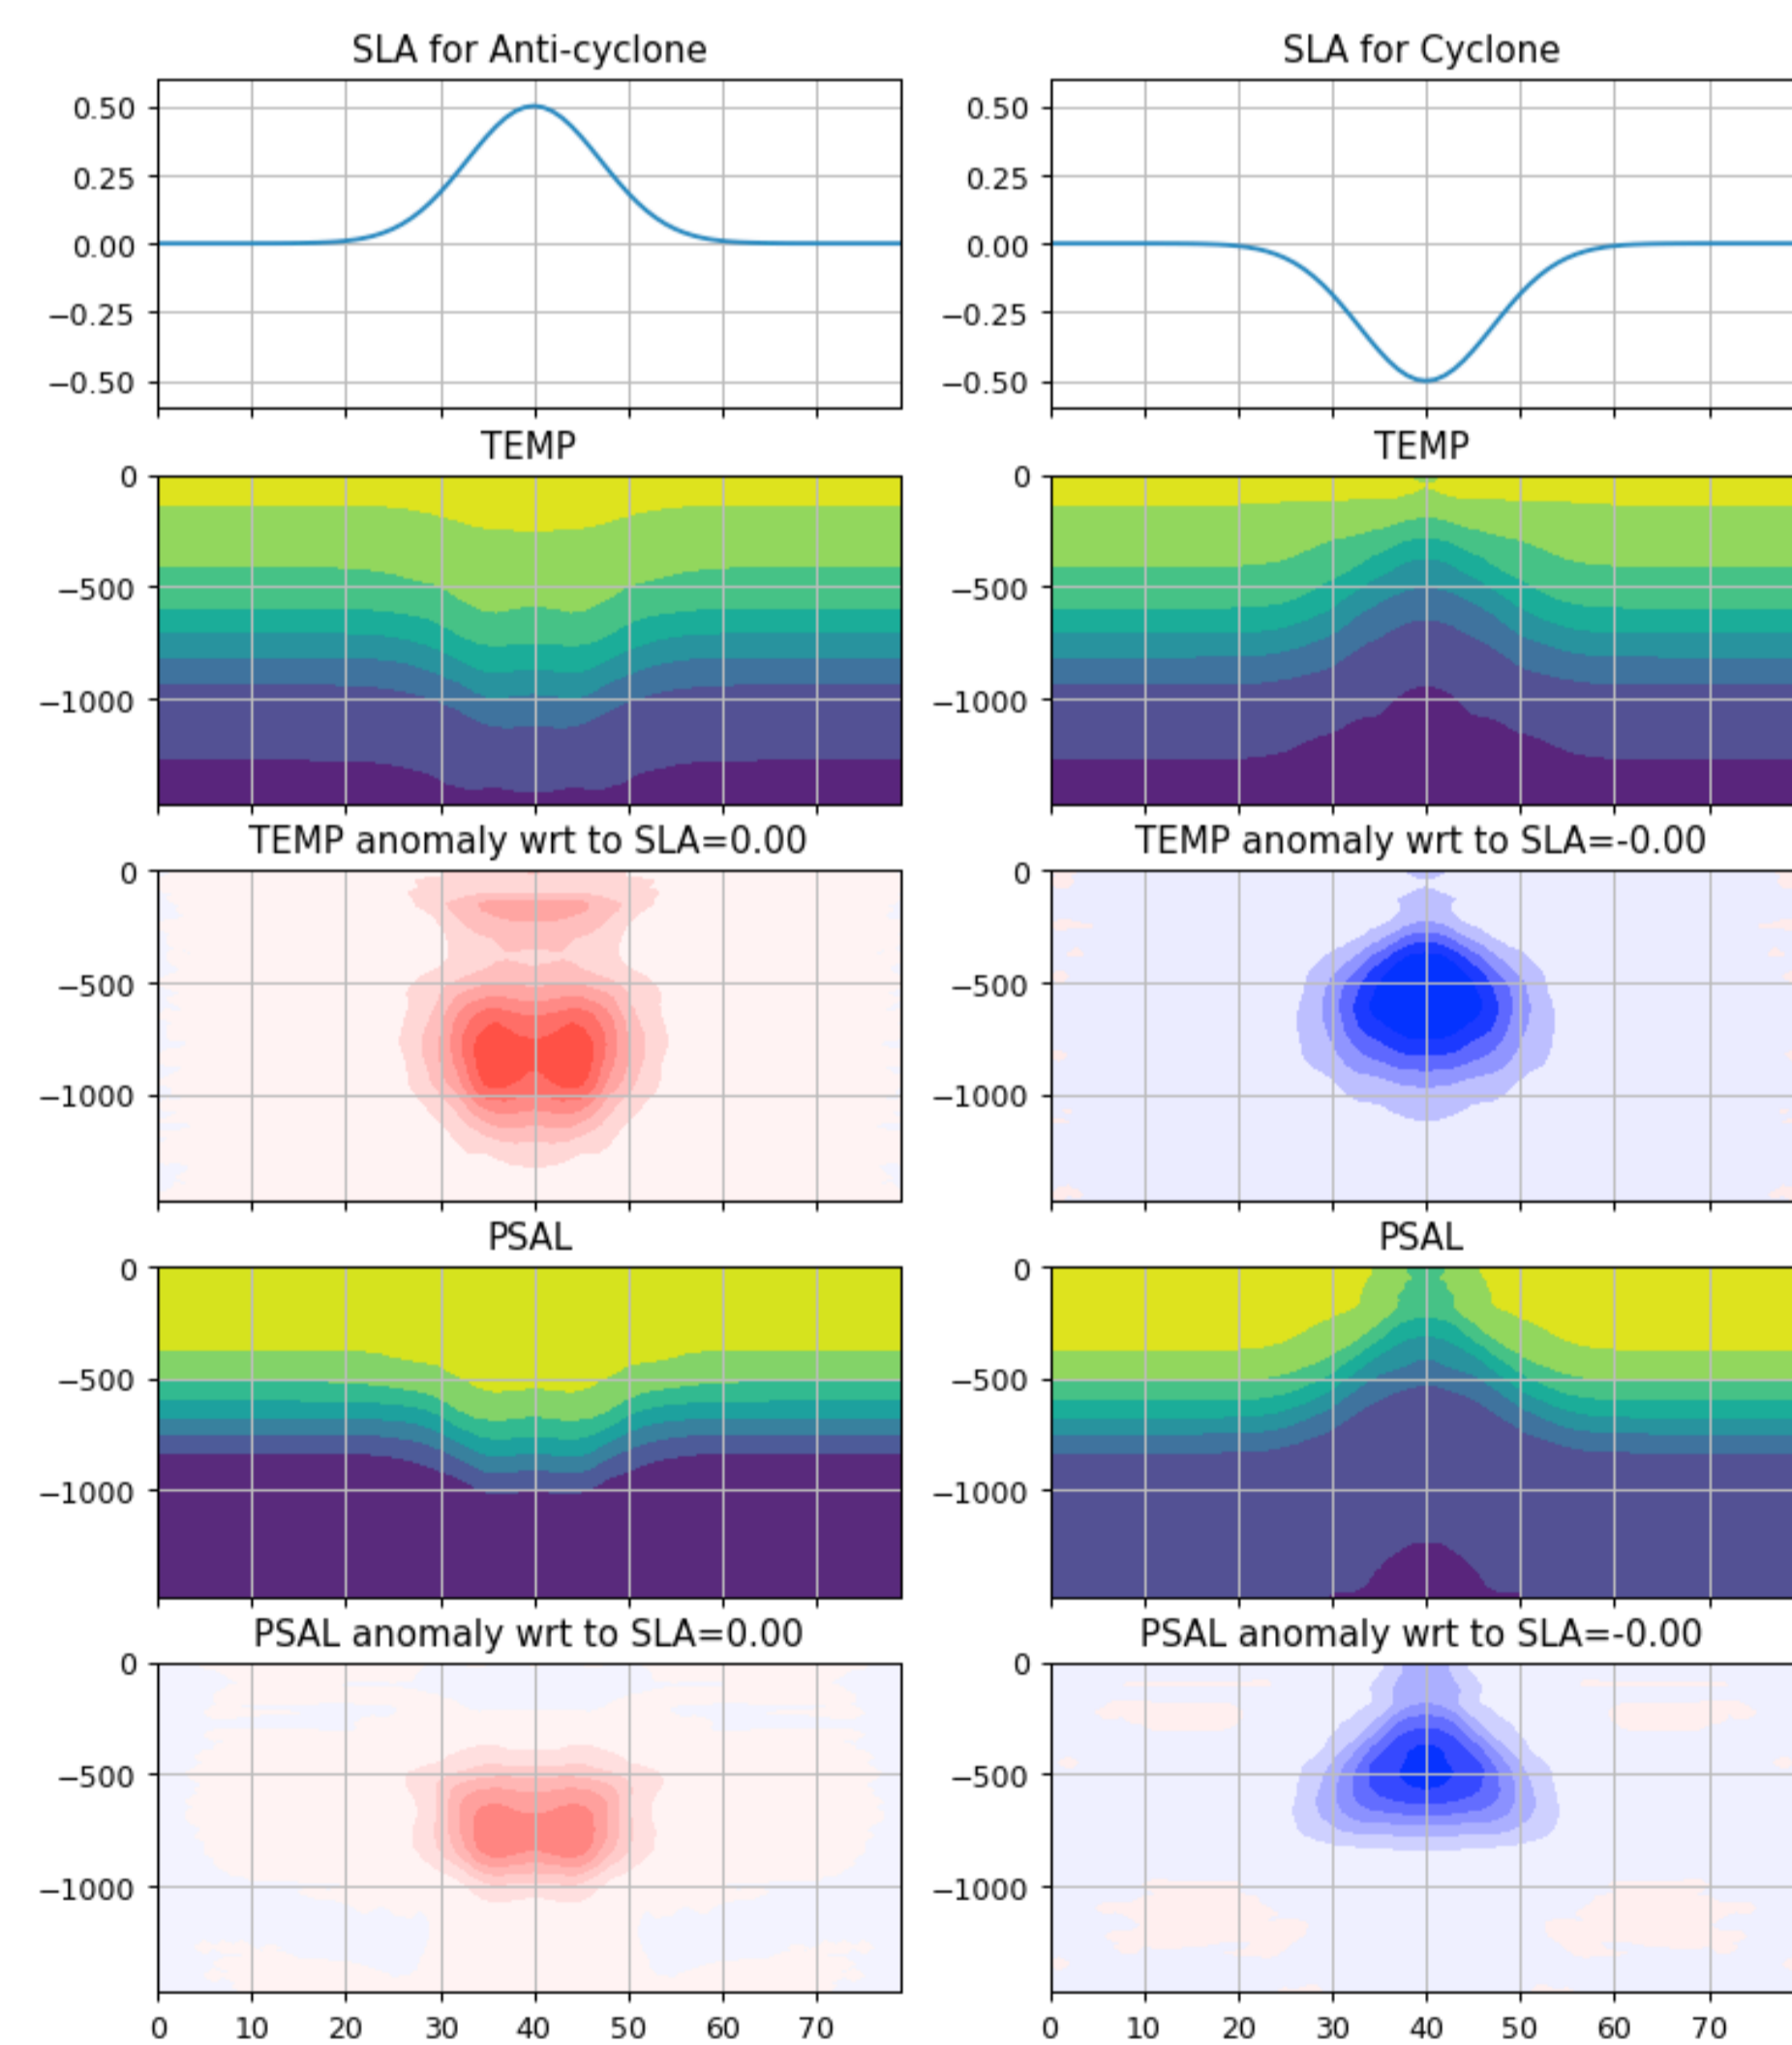 SLA for Anti-cyclone
0.50
0.25
0.00
−0.25
−0.50
SLA for Cyclone
0.50
0.25
0.00
−0.25
−0.50
TEMP
0
−500
−1000
TEMP
0
−500
−1000
TEMP anomaly wrt to SLA=0.00
0
−500
−1000
TEMP anomaly wrt to SLA=-0.00
0
−500
−1000
PSAL
0
−500
−1000
PSAL
0
−500
−1000
PSAL anomaly wrt to SLA=0.00
0
−500
−1000
0 10 20 30 40 50 60 70
PSAL anomaly wrt to SLA=-0.00
0
−500
−1000
0 10 20 30 40 50 60 70